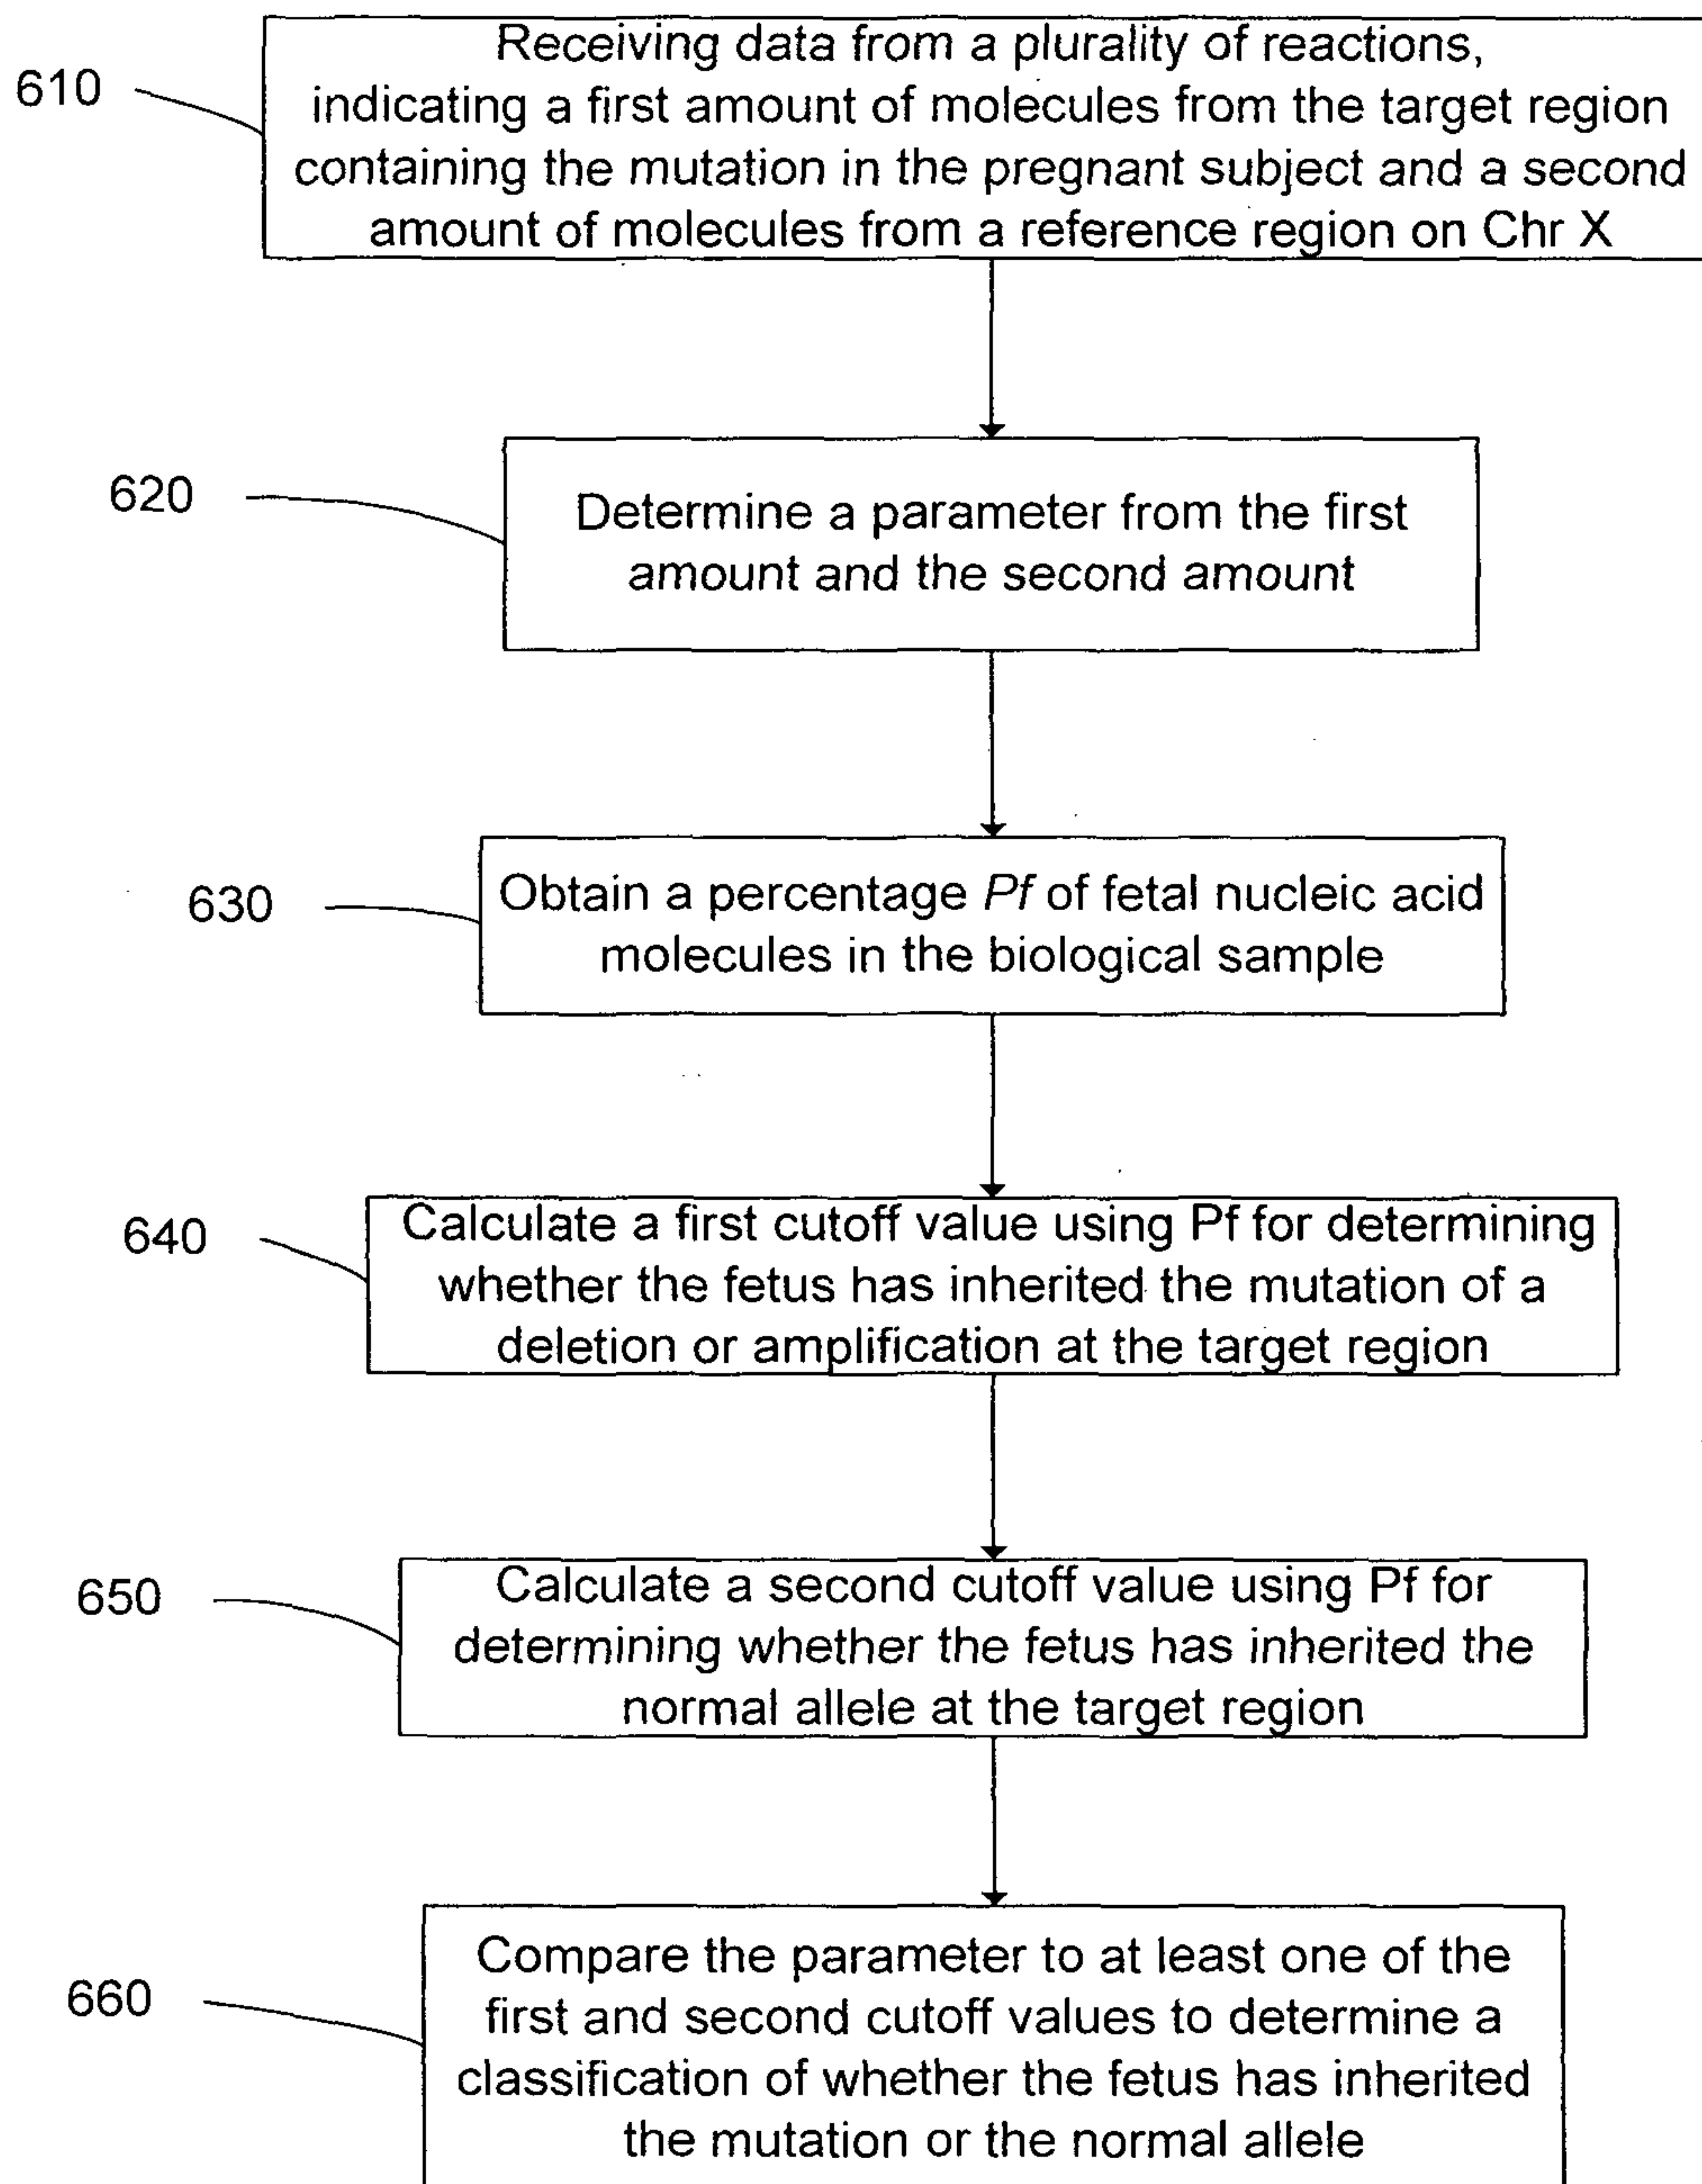 610
Receiving data from a plurality of reactions,
indicating a first amount of molecules from the target region
containing the mutation in the pregnant subject and a second
amount of molecules from a reference region on Chr X
620
Determine a parameter from the first
amount and the second amount
630
Obtain a percentage Pf of fetal nucleic acid
molecules in the biological sample
640
Calculate a first cutoff value using Pf for determining
whether the fetus has inherited the mutation of a
deletion or amplification at the target region
650
Calculate a second cutoff value using Pf for
determining whether the fetus has inherited the
normal allele at the target region
660
Compare the parameter to at least one of the
first and second cutoff values to determine a
classification of whether the fetus has inherited
the mutation or the normal allele